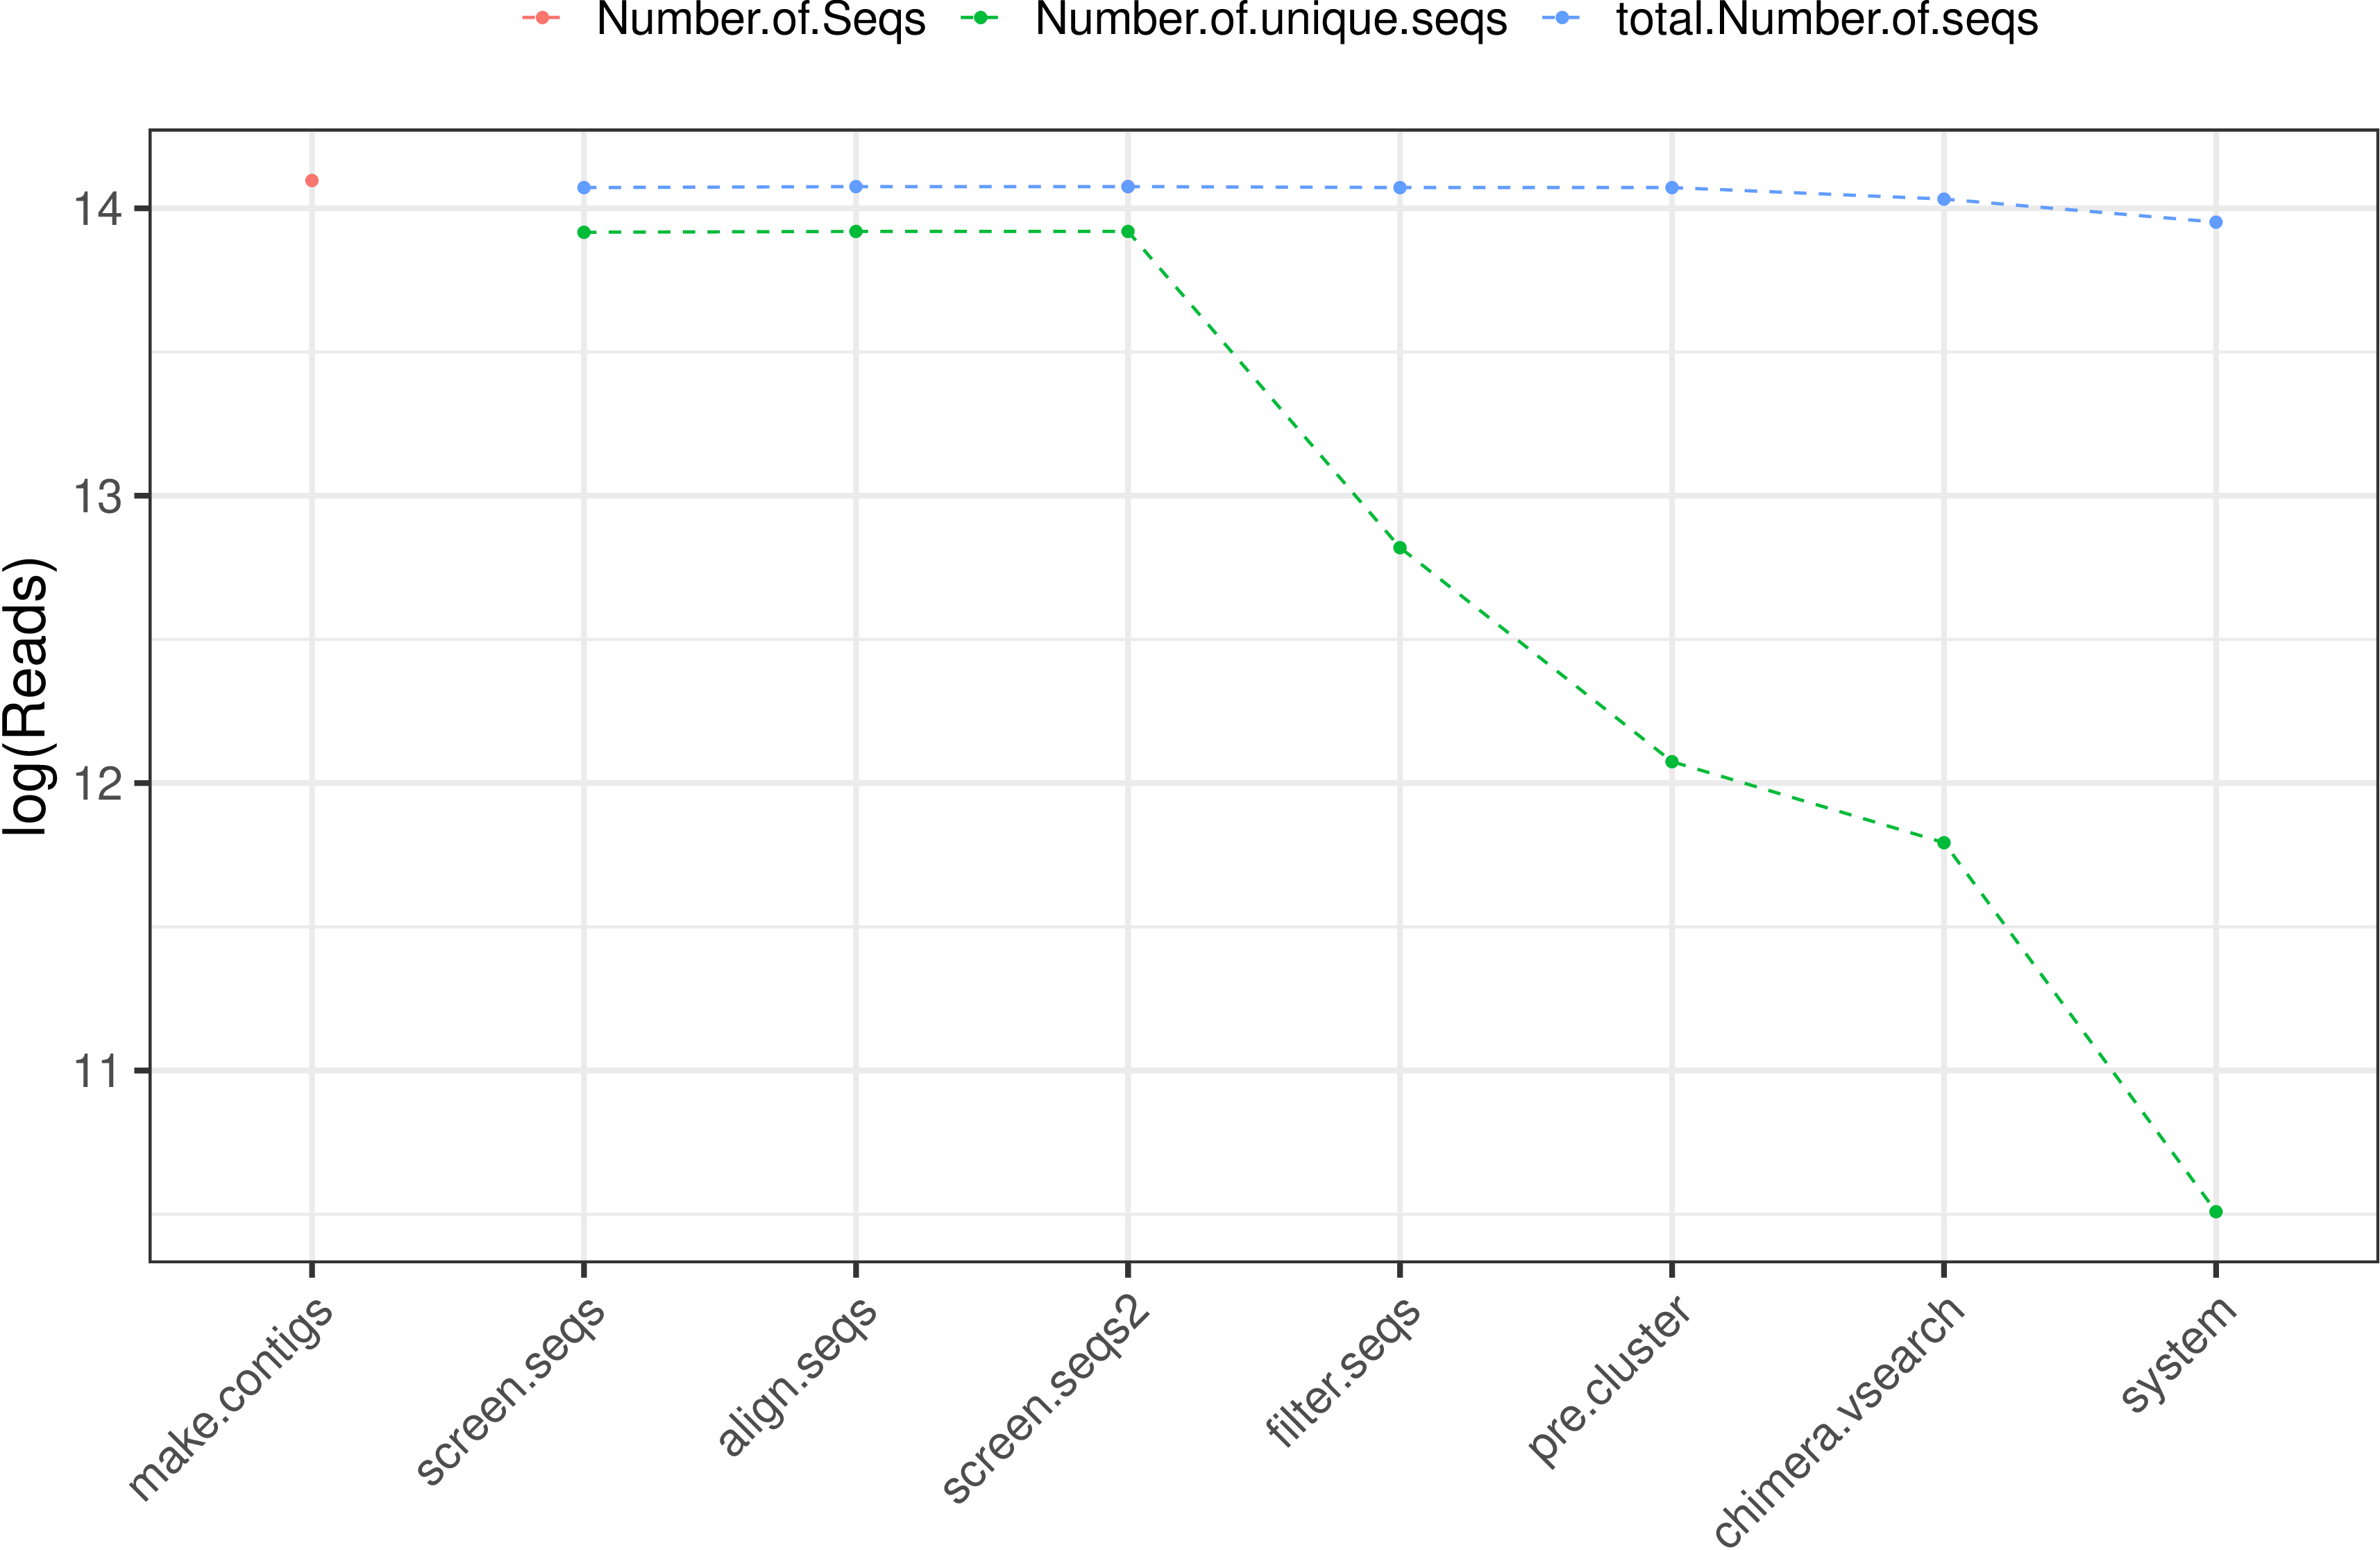 Number.of.Seqs Number.of.unique.seqs total.Number.of.seqs
log(Reads)
14
13
12
11
make.contigs
screen.seqs
align.seqs
screen.seqs2
filter.seqs
pre.cluster
chimera.vsearch
system